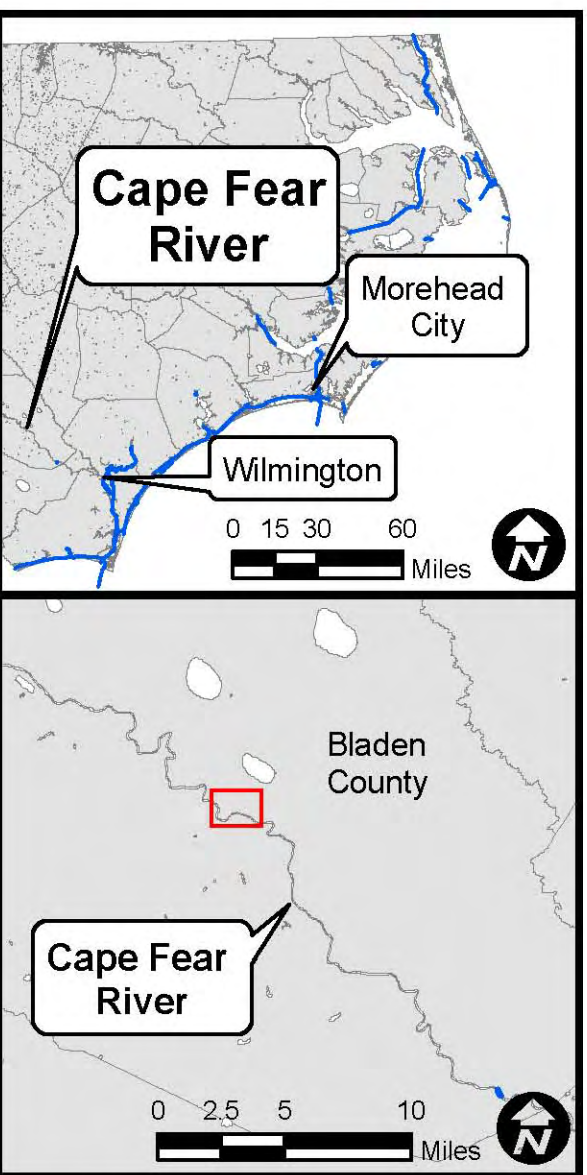 Cape Fear
River
Morehead
City
Wilmington
0 15 30 60
Miles
N
Bladen
County
Cape Fear
River
0 2.5 5 10
Miles
N